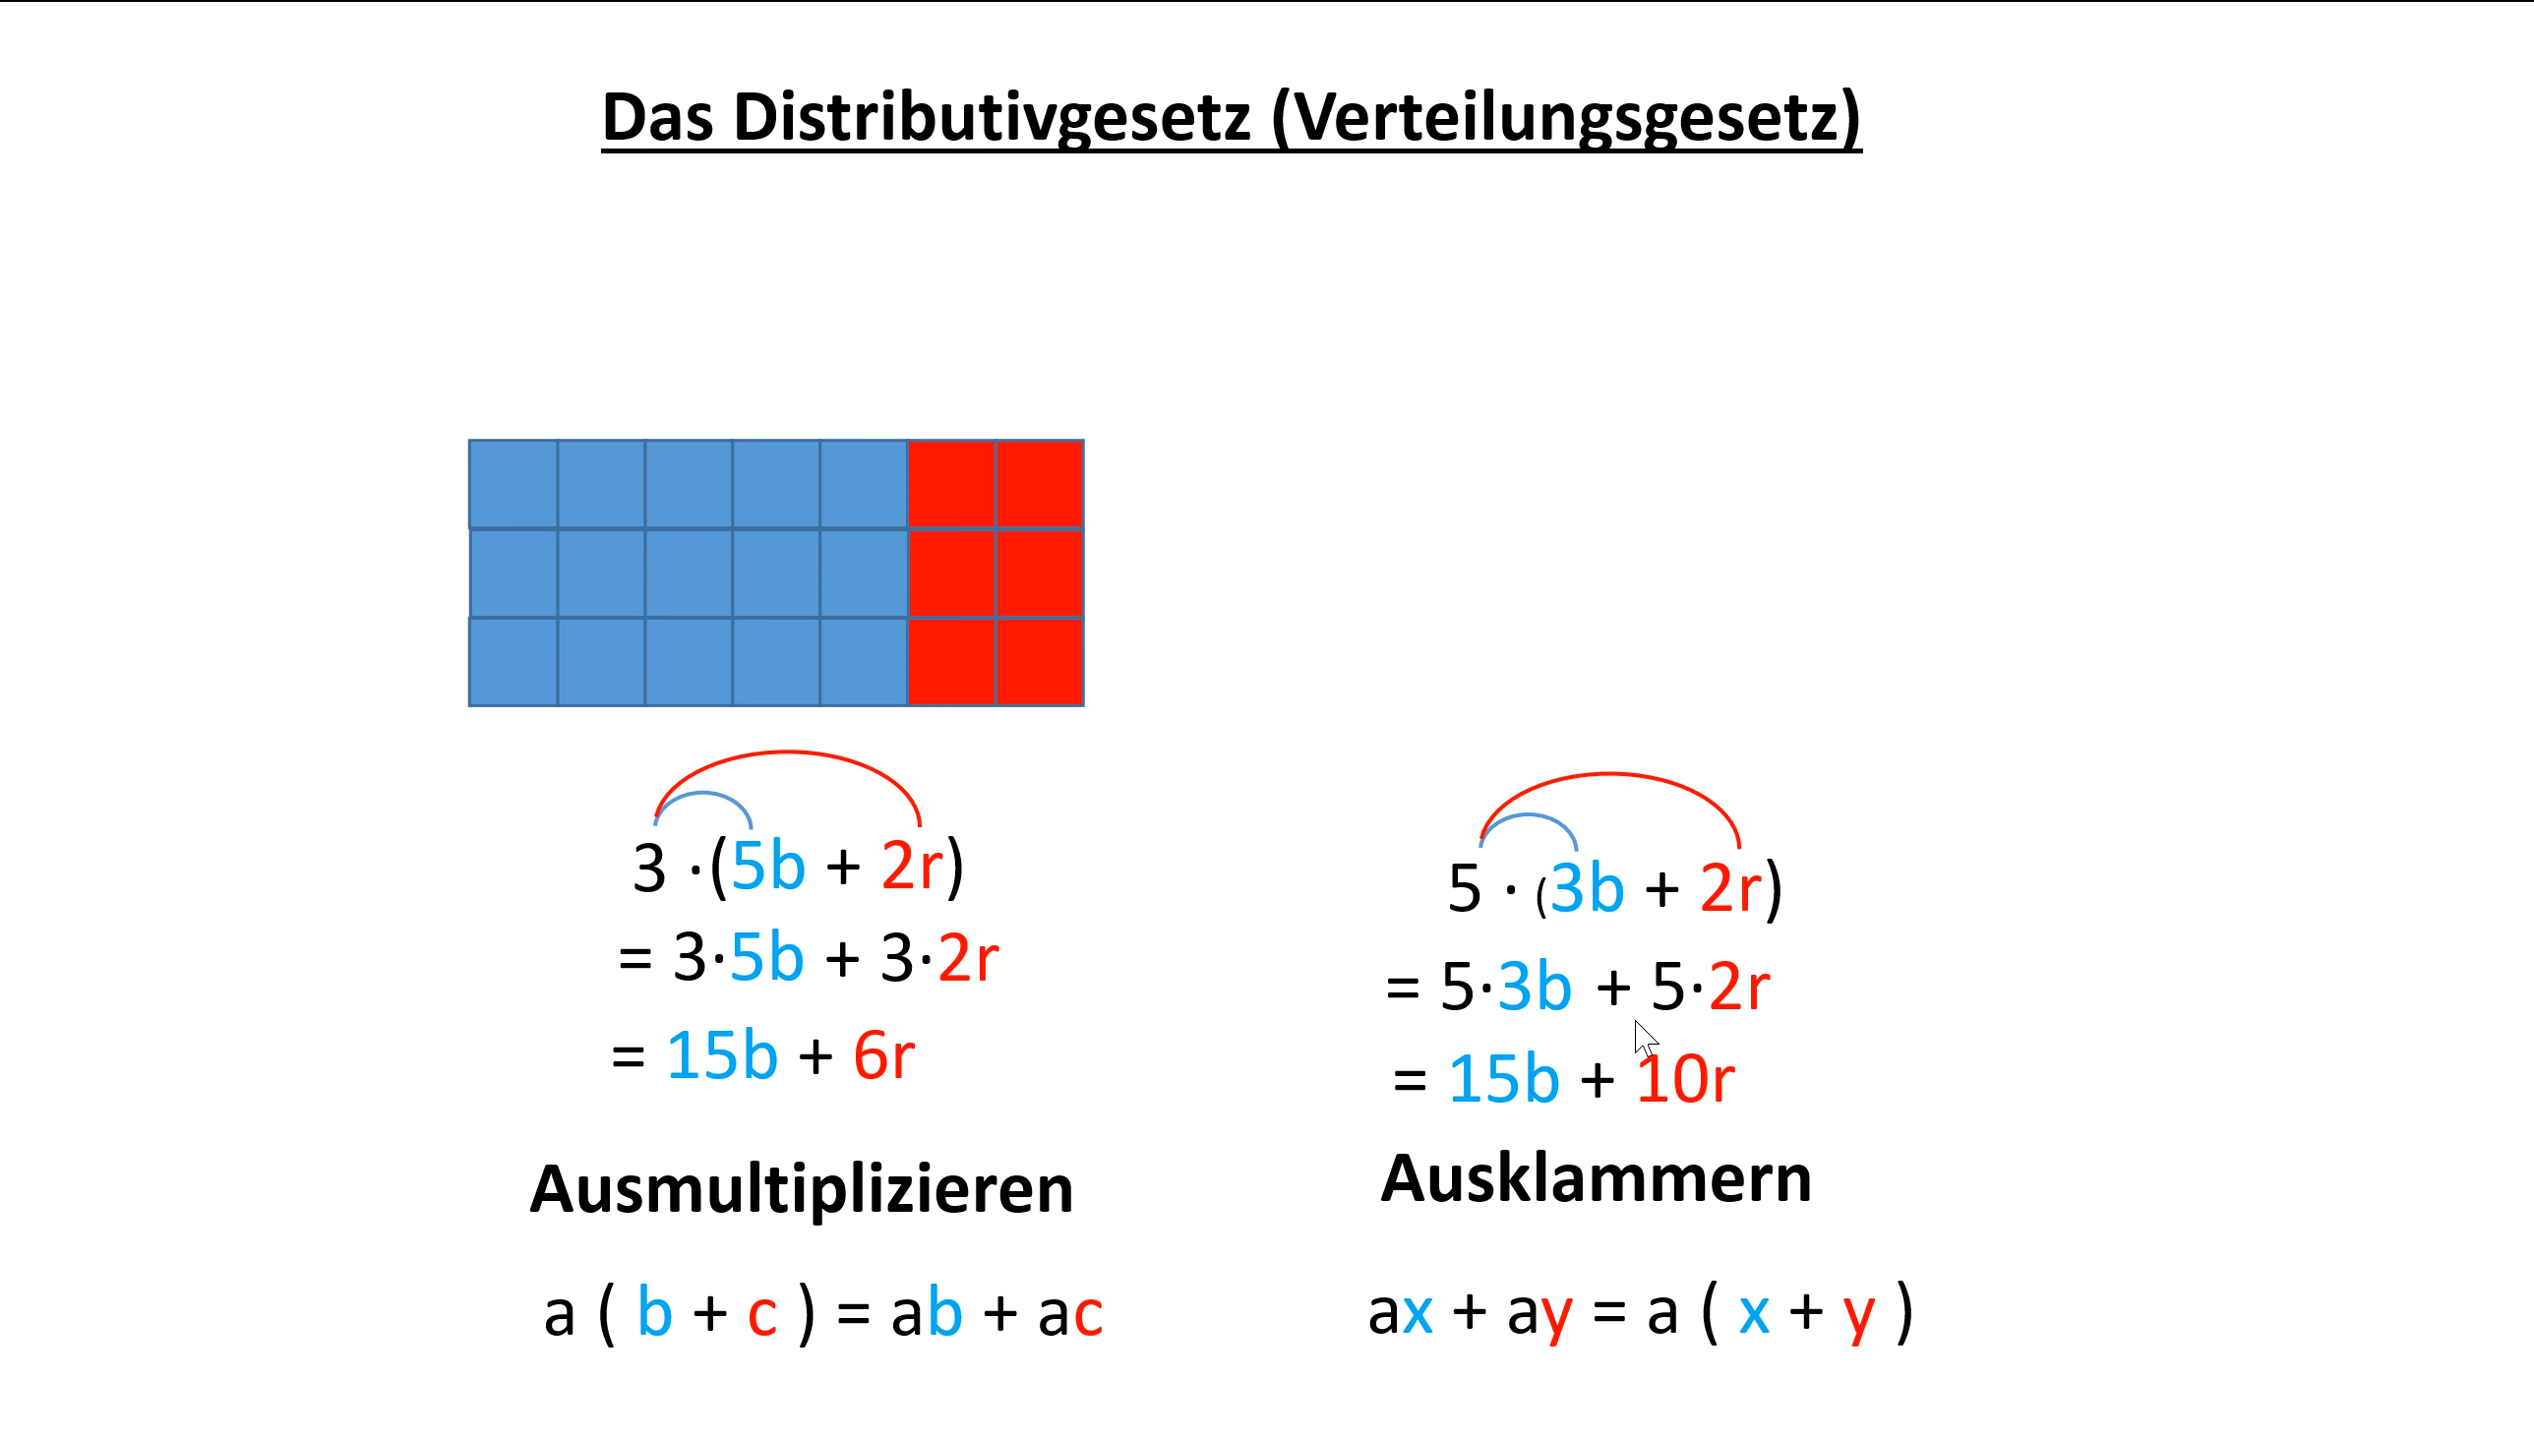 Das Distributivgesetz (Verteilungsgesetz)
3 ·(5b + 2r)
= 3·5b + 3·2r
= 15b + 6r
Ausmultiplizieren
a ( b + c ) = ab + ac
5 · (3b + 2r)
= 5·3b + 5·2r
= 15b + 10r
Ausklammern
ax + ay = a ( x + y )